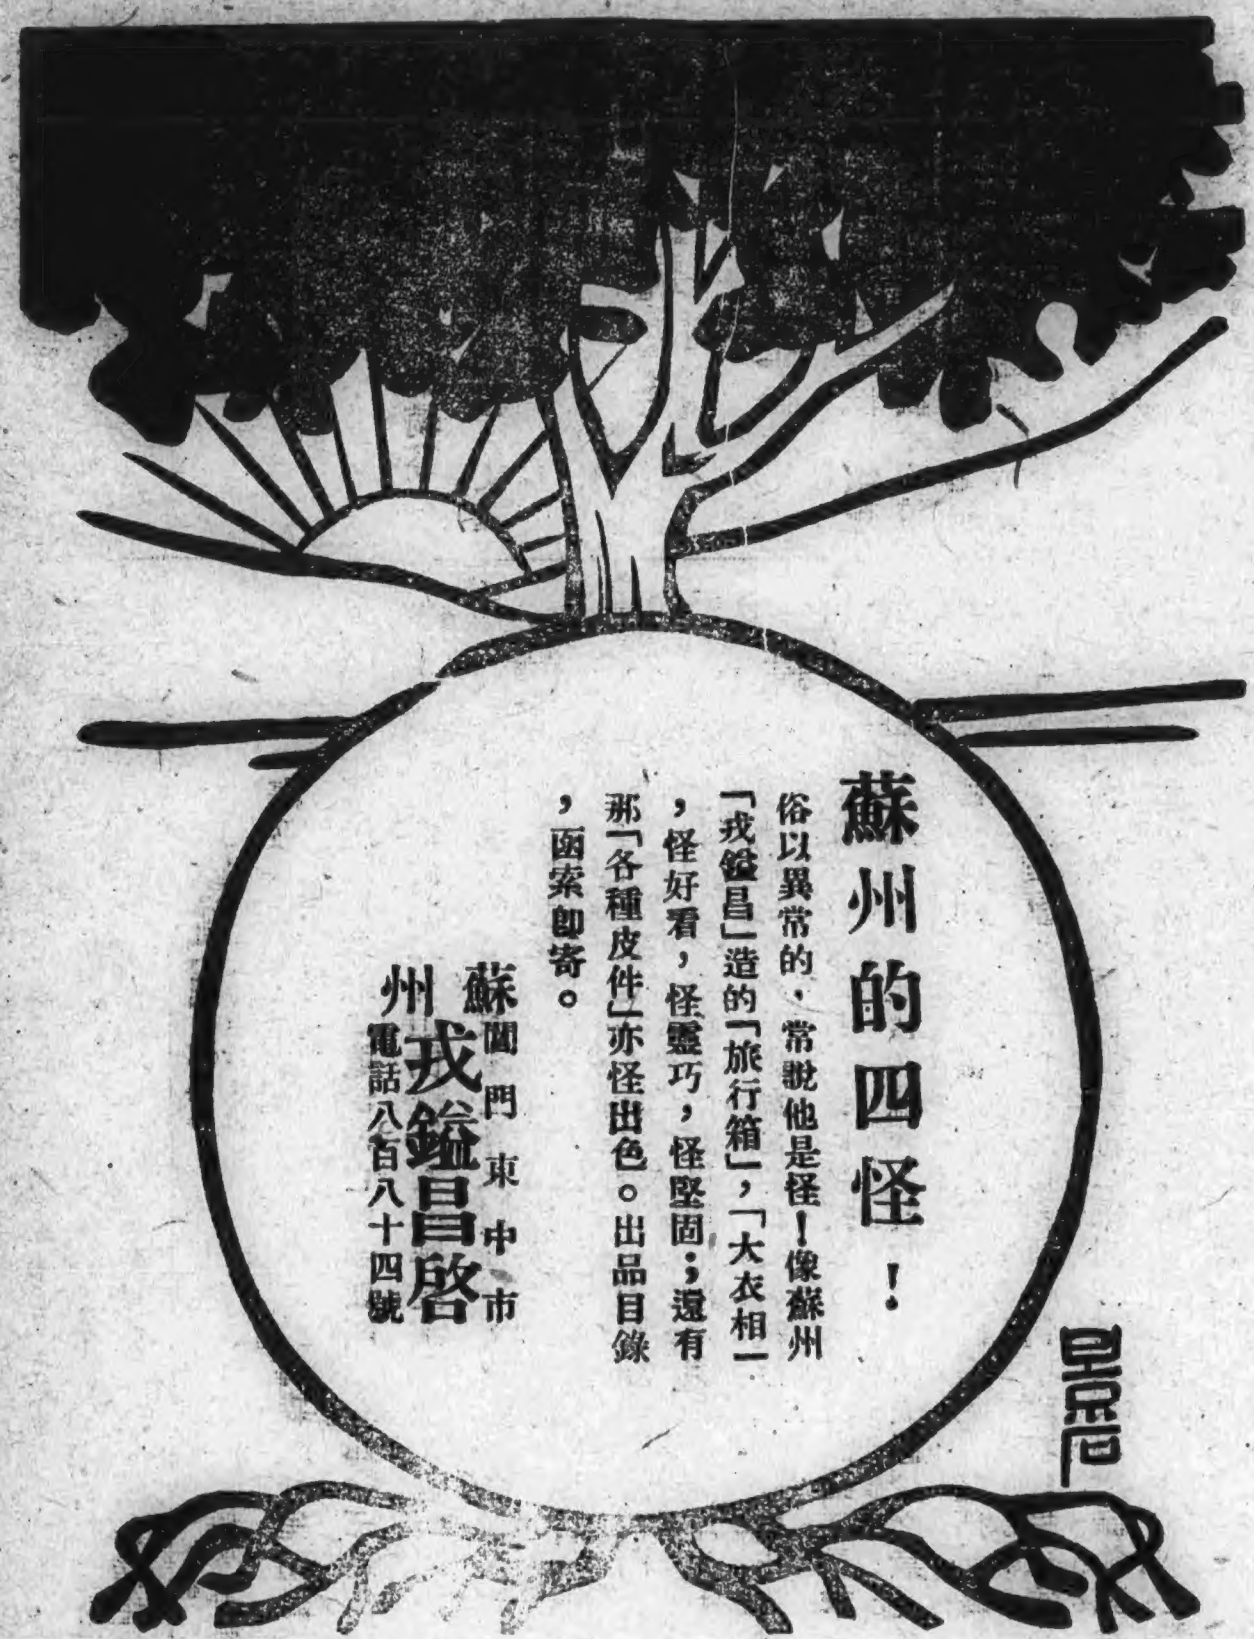 蘇州的四怪！
俗以異常的，常說他是怪！像蘇州
「戎鎰昌」造的「旅行箱」，「大衣相」
，怪好看，怪靈巧，怪堅固；還有
那「各種皮件」亦怪出色。出品目錄
，函索卽寄。
蘇州
閶門東中市
戎鎰昌啓
電話八百八十四號